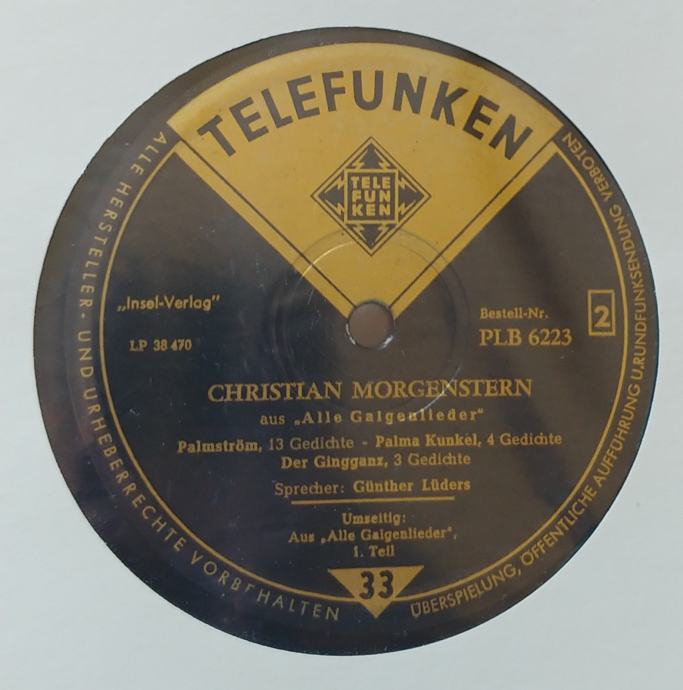 TELEFUNKEN
TELE
FUN
KEN
„Insel-Verlag"
LP 38 470
Bestell-Nr.
PLB 6223
2
CHRISTIAN MORGENSTERN
aus „Alle Galgenlieder"
Palmström, 13 Gedichte - Palma Kunkel, 4 Gedichte
Der Gingganz, 3 Gedichte
Sprecher: Günther Lüders
Umseitig:
Aus „Alle Galgenlieder",
1. Teil
33
ALLE HERSTELLER- UND URHEBERRECHTE VORBEHALTEN
ÜBERSPIELUNG, ÖFFENTLICHE AUFFÜHRUNG U.RUNDFUNKSENDUNG VERBOTEN